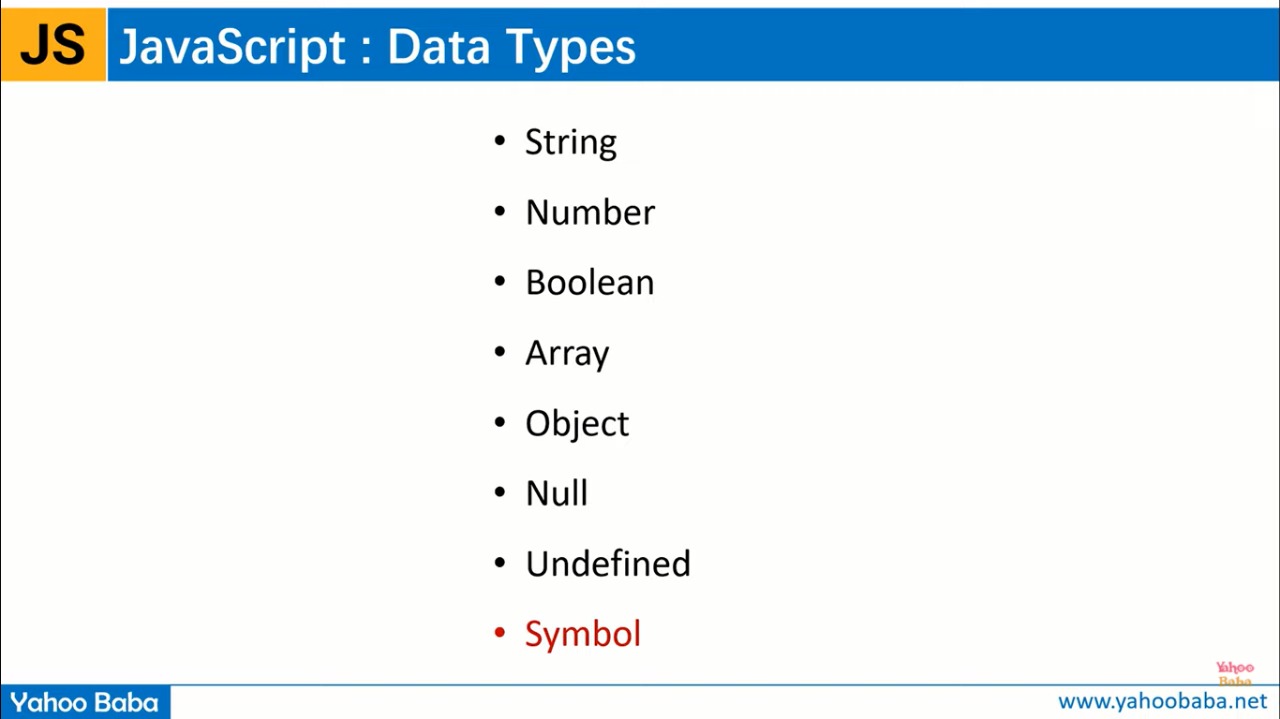 JS JavaScript : Data Types
• String
• Number
• Boolean
• Array
• Object
• Null
• Undefined
• Symbol
Yahoo
Baba
Yahoo Baba
www.yahoobaba.net